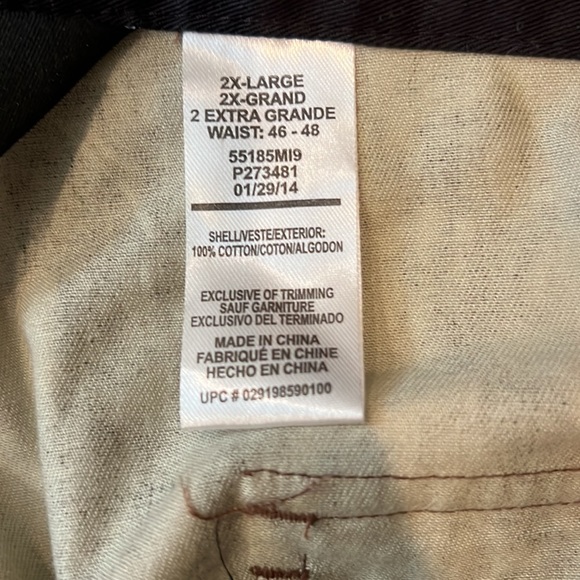 2X-LARGE
2X-GRAND
2 EXTRA GRANDE
WAIST: 46 - 48
55185MI9
P273481
01/29/14
SHELL/VESTE/EXTERIOR:
100% COTTON/COTON/ALGODON
EXCLUSIVE OF TRIMMING
SAUF GARNITURE
EXCLUSIVO DEL TERMINADO
MADE IN CHINA
FABRIQUÉ EN CHINE
HECHO EN CHINA
UPC # 029198590100